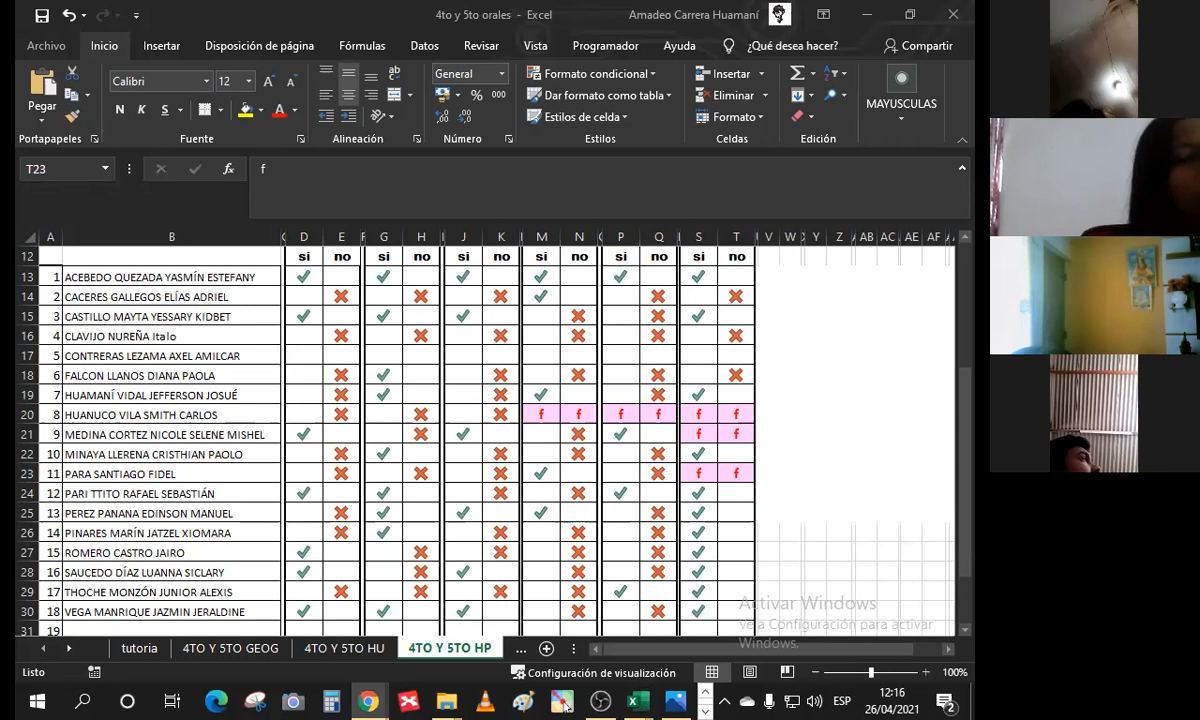 4to y 5to orales - Excel
Amadeo Carrera Huamaní
Archivo Inicio Insertar Disposición de página Fórmulas Datos Revisar Vista Programador Ayuda ¿Qué desea hacer? Compartir
Pegar
Calibri 12
N K S
General
% 000
Formato condicional
Dar formato como tabla
Estilos de celda
Insertar
Eliminar
Formato
MAYUSCULAS
Portapapeles Fuente Alineación Número Estilos Celdas Edición
T23 fx f
A B C D E F G H I J K M N P Q S T V W X Y Z AB AC AE AF
12 si no si no si no si no si no si no
13 1 ACEBEDO QUEZADA YASMÍN ESTEFANY
14 2 CACERES GALLEGOS ELÍAS ADRIEL
15 3 CASTILLO MAYTA YESSARY KIDBET
16 4 CLAVIJO NUREÑA Italo
17 5 CONTRERAS LEZAMA AXEL AMILCAR
18 6 FALCON LLANOS DIANA PAOLA
19 7 HUAMANÍ VIDAL JEFFERSON JOSUÉ
20 8 HUANUCO VILA SMITH CARLOS f f f f f f
21 9 MEDINA CORTEZ NICOLE SELENE MISHEL f f
22 10 MINAYA LLERENA CRISTHIAN PAOLO
23 11 PARA SANTIAGO FIDEL f f
24 12 PARI TTITO RAFAEL SEBASTIÁN
25 13 PEREZ PANANA EDINSON MANUEL
26 14 PINARES MARÍN JATZEL XIOMARA
27 15 ROMERO CASTRO JAIRO
28 16 SAUCEDO DÍAZ LUANNA SICLARY
29 17 THOCHE MONZÓN JUNIOR ALEXIS
30 18 VEGA MANRIQUE JAZMIN JERALDINE
31 19
Activar Windows
Ve a Configuración para activar
Windows.
tutoria 4TO Y 5TO GEOG 4TO Y 5TO HU 4TO Y 5TO HP ...
Listo Configuración de visualización 100%
ESP
12:16
26/04/2021
2